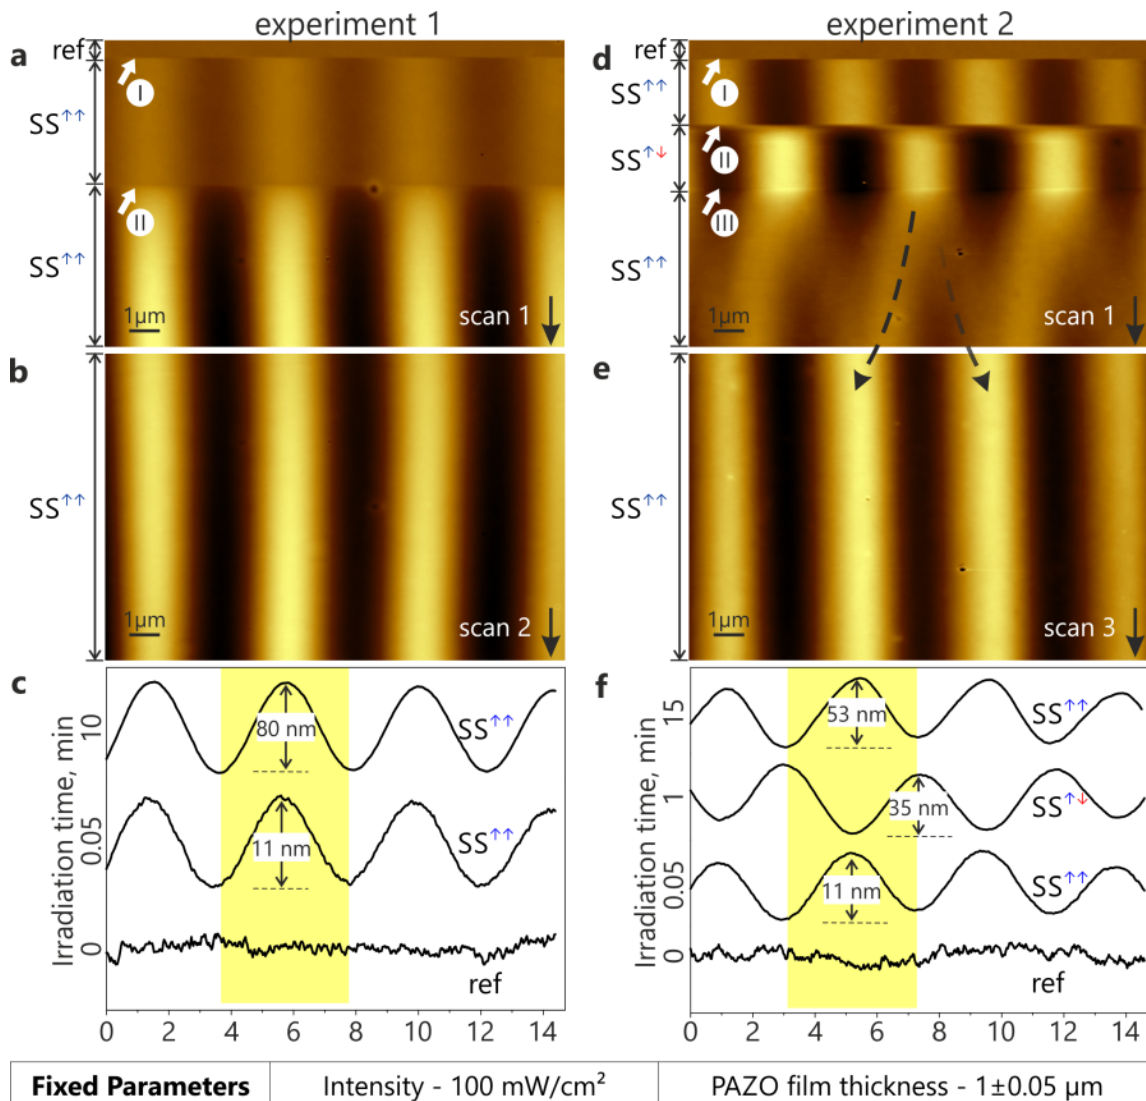 experiment 1
experiment 2
a
ref
I
SS↑↑
II
SS↑↑
1µm
scan 1
d
ref
I
SS↑↑
II
SS↑↓
III
SS↑↑
1µm
scan 1
b
SS↑↑
1µm
scan 2
e
SS↑↑
1µm
scan 3
c
Irradiation time, min
0
0.05
10
80 nm
SS↑↑
11 nm
SS↑↑
ref
0 2 4 6 8 10 12 14
f
Irradiation time, min
0
0.05
1
15
53 nm
SS↑↑
35 nm
SS↑↓
11 nm
SS↑↑
ref
0 2 4 6 8 10 12 14
Fixed Parameters
Intensity - 100 mW/cm²
PAZO film thickness - 1±0.05 µm